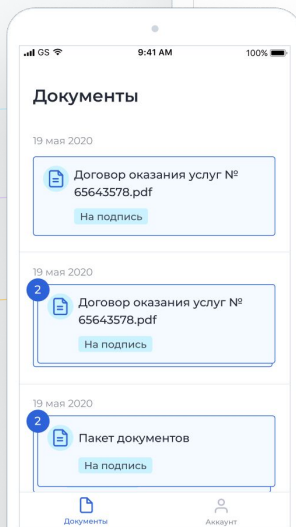 GS 9:41 AM 100%
Документы
19 мая 2020
Договор оказания услуг №
65643578.pdf
На подпись
19 мая 2020
2
Договор оказания услуг №
65643578.pdf
На подпись
19 мая 2020
2
Пакет документов
На подпись
Документы Аккаунт